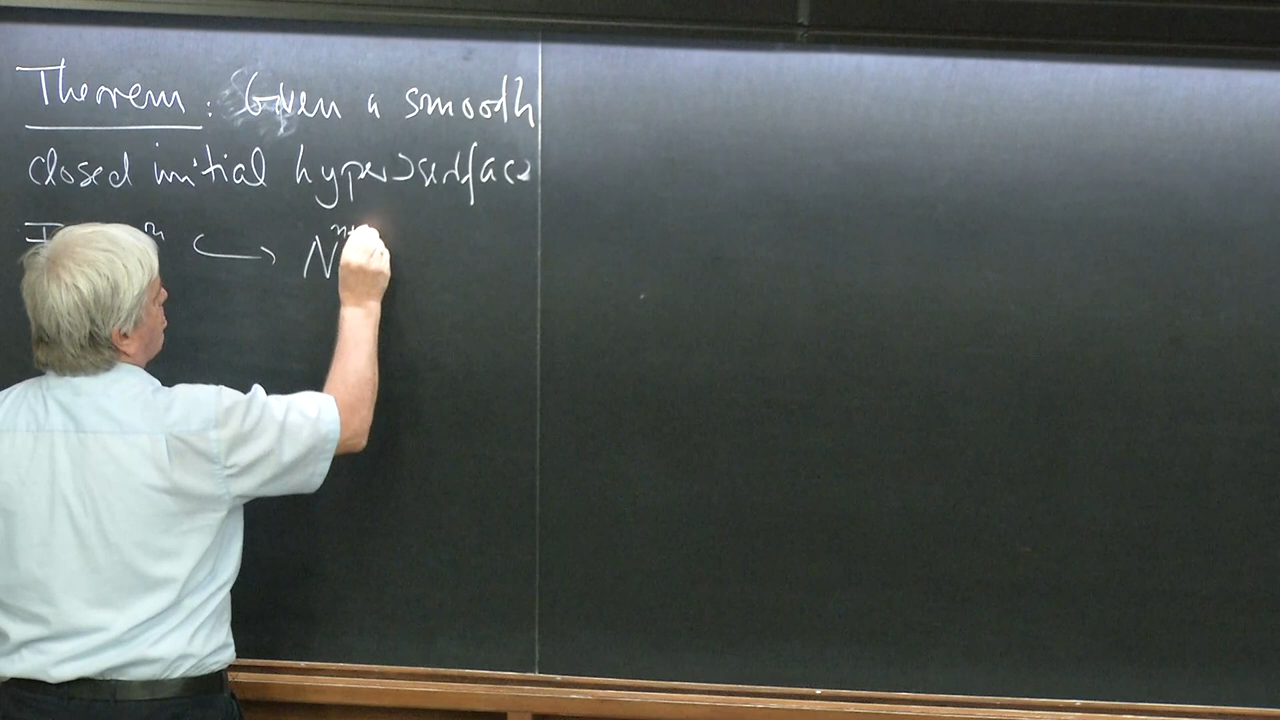 Theorem : Given a smooth
closed initial hypersurface
n ↪ N^{n+